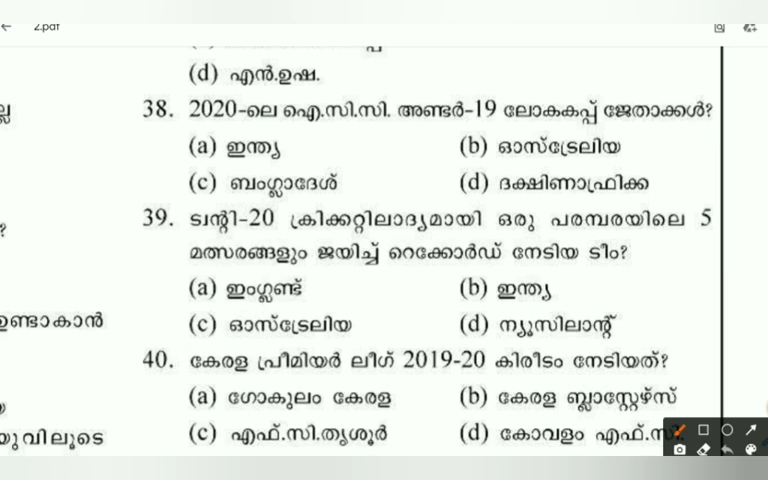 2.pdf
(d) എൻ.ഉഷ.
38. 2020-ലെ ഐ.സി.സി. അണ്ടർ-19 ലോകകപ്പ് ജേതാക്കൾ?
(a) ഇന്ത്യ (b) ഓസ്ട്രേലിയ
(c) ബംഗ്ലാദേശ് (d) ദക്ഷിണാഫ്രിക്ക
39. ട്വന്റി-20 ക്രിക്കറ്റിലാദ്യമായി ഒരു പരമ്പരയിലെ 5
മത്സരങ്ങളും ജയിച്ച് റെക്കോർഡ് നേടിയ ടീം?
(a) ഇംഗ്ലണ്ട് (b) ഇന്ത്യ
(c) ഓസ്ട്രേലിയ (d) ന്യൂസിലാന്റ്
ഉണ്ടാകാൻ
40. കേരള പ്രീമിയർ ലീഗ് 2019-20 കിരീടം നേടിയത്?
(a) ഗോകുലം കേരള (b) കേരള ബ്ലാസ്റ്റേഴ്സ്
(c) എഫ്.സി.തൃശൂർ (d) കോവളം എഫ്.സി.